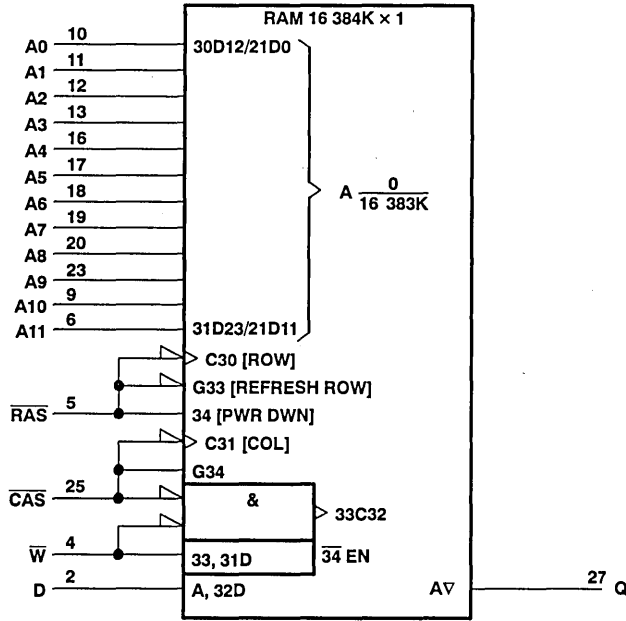 RAM 16 384K × 1
A0 10 30D12/21D0
A1 11
A2 12
A3 13
A4 16
A5 17
A6 18
A7 19
A8 20
A9 23
A10 9
A11 6 31D23/21D11
A 0
16 383K
C30 [ROW]
G33 [REFRESH ROW]
RAS 5 34 [PWR DWN]
C31 [COL]
G34
CAS 25 &
33C32
W 4 33, 31D 34 EN
D 2 A, 32D A▽ 27 Q